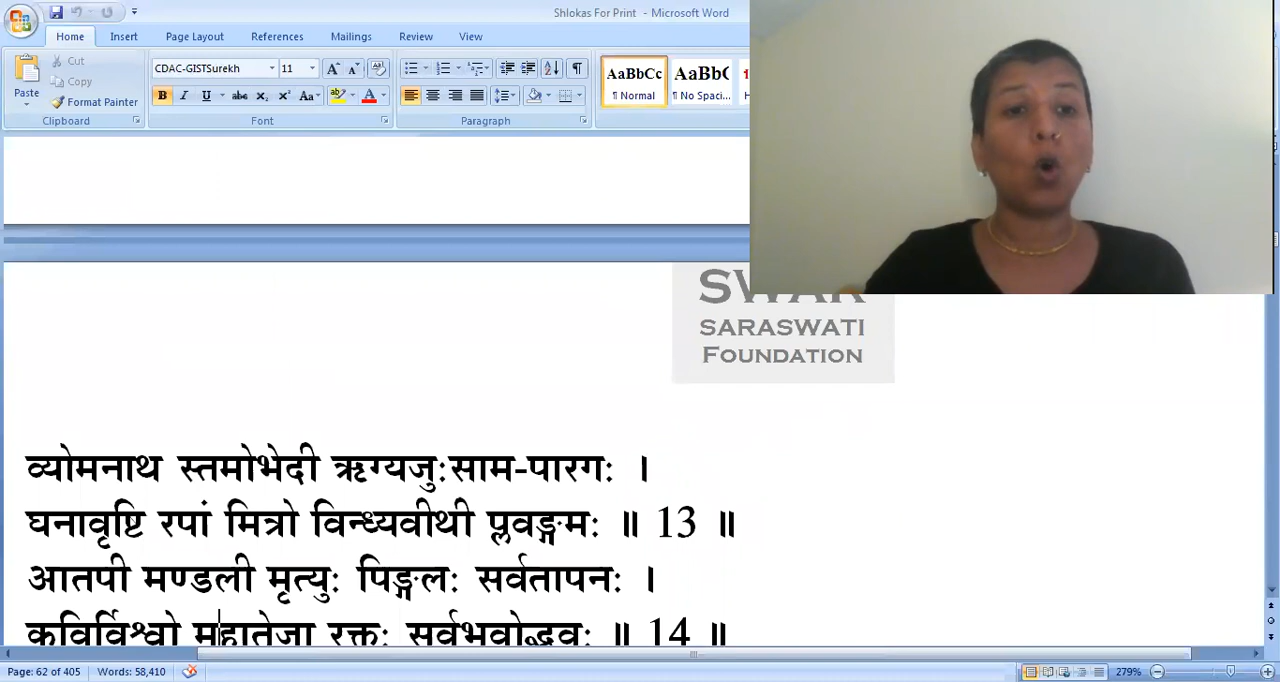 Shlokas For Print - Microsoft Word
Home Insert Page Layout References Mailings Review View
Paste
Cut
Copy
Format Painter
CDAC-GISTSurekh 11
AaBbCc AaBbC
¶ Normal ¶ No Spaci...
Clipboard Font Paragraph
SWAR
SARASWATI
FOUNDATION
व्योमनाथ स्तमोभेदी ऋग्यजुःसाम-पारगः ।
घनावृष्टि रपां मित्रो विन्ध्यवीथी प्लवङ्गमः ॥ 13 ॥
आतपी मण्डली मृत्युः पिङ्गलः सर्वतापनः ।
कविर्विश्वो महातेजा रक्तः सर्वभवोद्भवः ॥ 14 ॥
Page: 62 of 405 Words: 58,410 279%